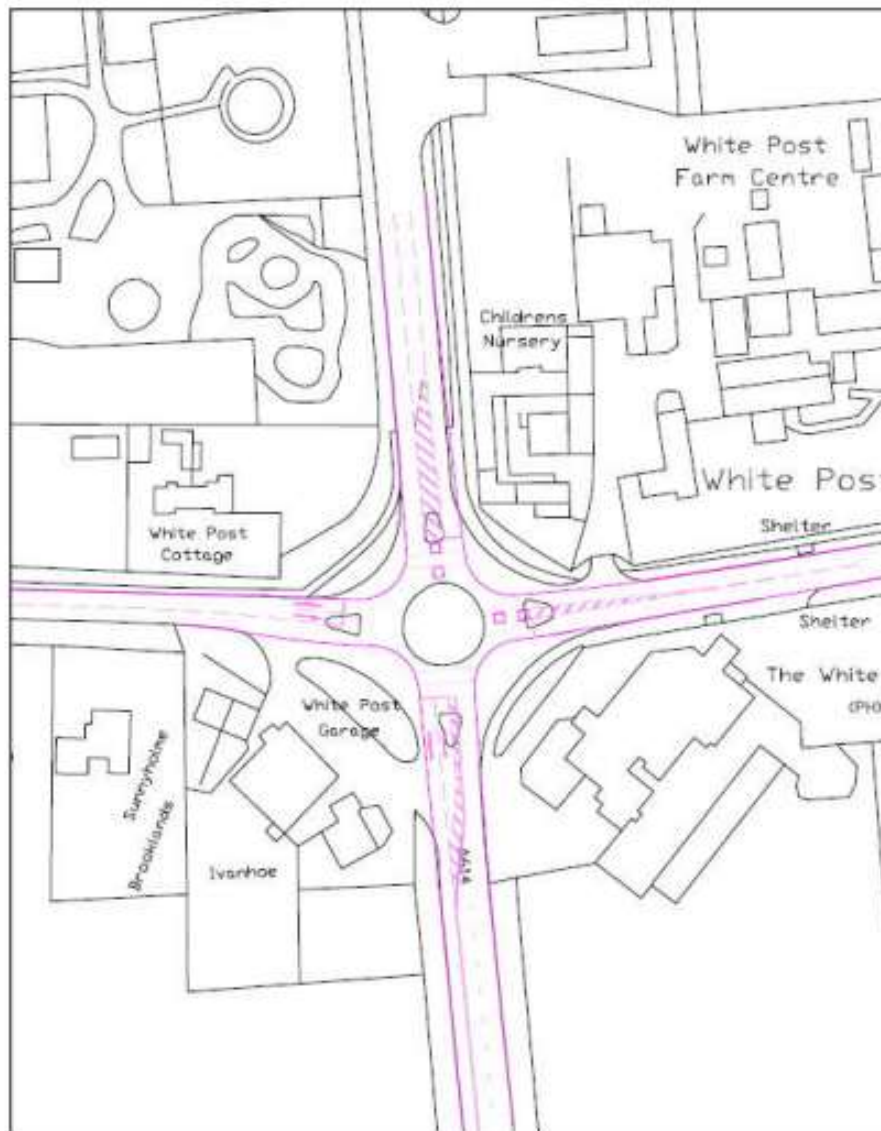 White Post
Farm Centre
Childrens
Nursery
White Pos
Shelter
White Post
Cottage
Shelter
The White
(PH)
White Post
Garage
Sunnyholme
Brooklands
Ivanhoe
A614